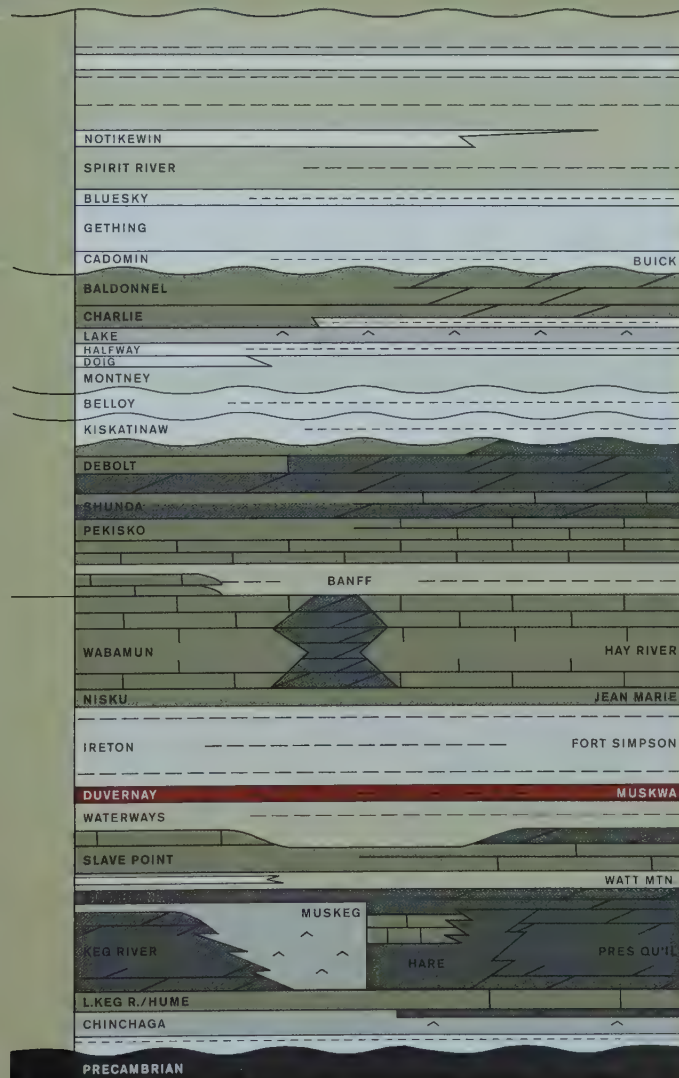 NOTIKEWIN
SPIRIT RIVER
BLUESKY
GETHING
CADOMIN BUICK
BALDONNEL
CHARLIE
LAKE
HALFWAY
DOIG
MONTNEY
BELLOY
KISKATINAW
DEBOLT
SHUNDA
PEKISKO
BANFF
WABAMUN HAY RIVER
NISKU JEAN MARIE
IRETON FORT SIMPSON
DUVERNAY MUSKWA
WATERWAYS
SLAVE POINT
WATT MTN.
MUSKEG
KEG RIVER PRES QU'IL
HARE
L.KEG R./HUME
CHINCHAGA
PRECAMBRIAN